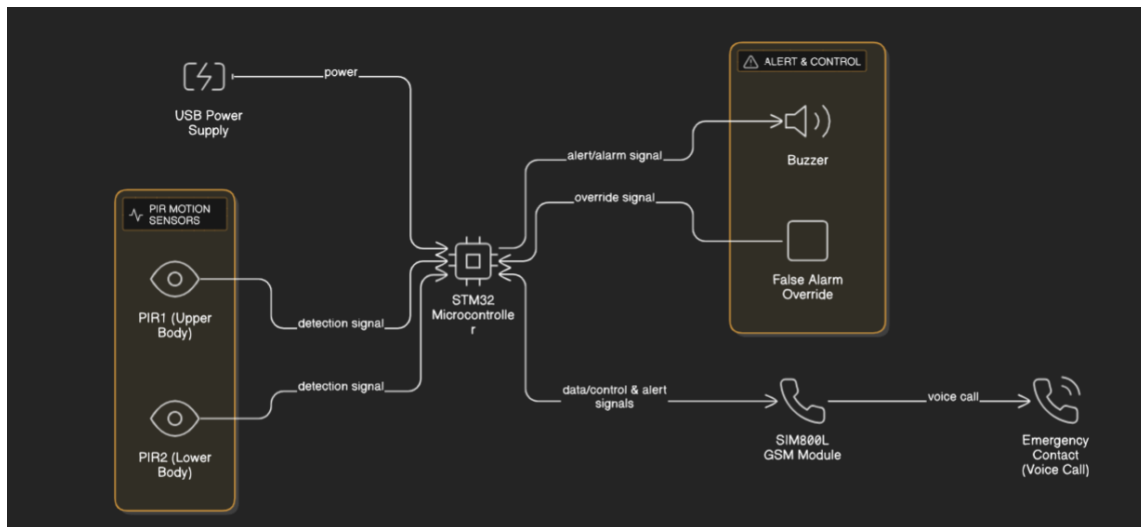 ALERT & CONTROL
power
USB Power
Supply
Buzzer
alert/alarm signal
override signal
PIR MOTION
SENSORS
False Alarm
Override
STM32
Microcontrolle
r
PIR1 (Upper
Body)
detection signal
detection signal
data/control & alert
signals
voice call
SIM800L
GSM Module
Emergency
Contact
(Voice Call)
PIR2 (Lower
Body)